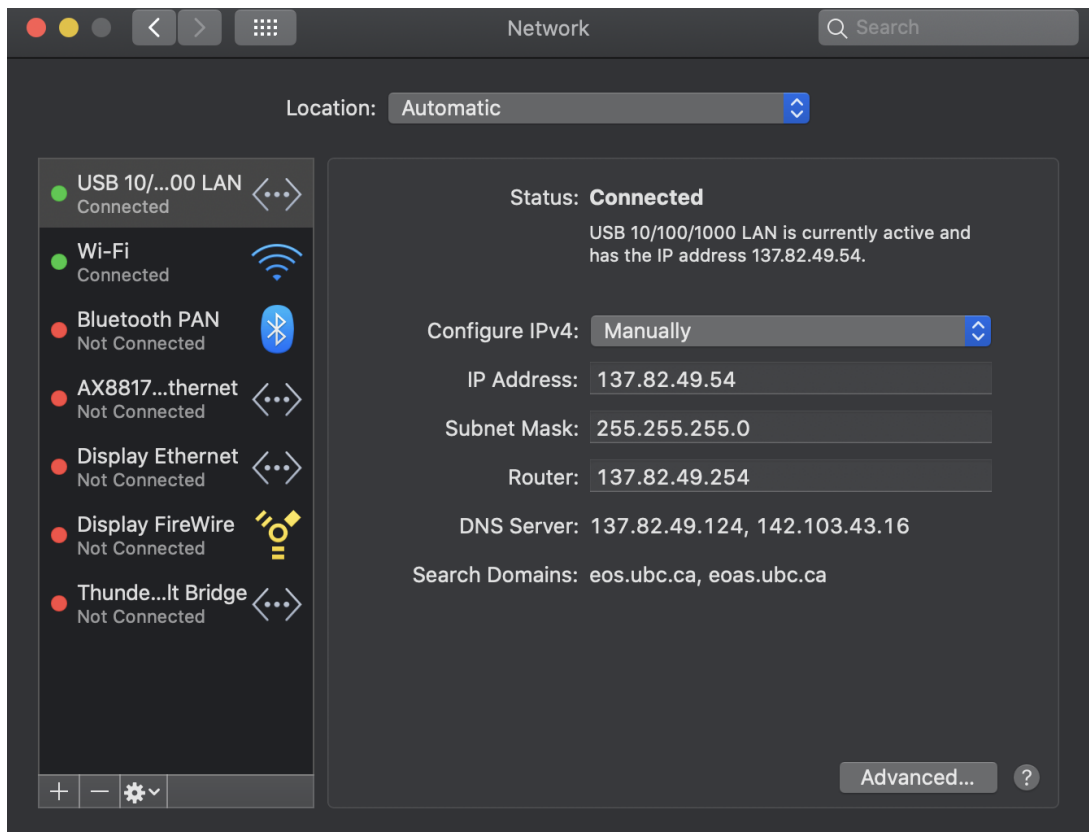 Network
Search
Location: Automatic
USB 10/...00 LAN
Connected
Wi-Fi
Connected
Bluetooth PAN
Not Connected
AX8817...thernet
Not Connected
Display Ethernet
Not Connected
Display FireWire
Not Connected
Thunde...lt Bridge
Not Connected
Status: Connected
USB 10/100/1000 LAN is currently active and
has the IP address 137.82.49.54.
Configure IPv4: Manually
IP Address: 137.82.49.54
Subnet Mask: 255.255.255.0
Router: 137.82.49.254
DNS Server: 137.82.49.124, 142.103.43.16
Search Domains: eos.ubc.ca, eoas.ubc.ca
Advanced...
?